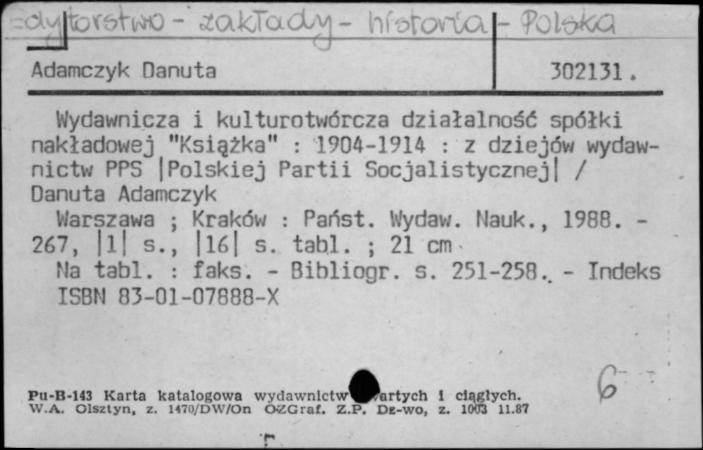 Edytorstwo - zakłady - historia - Polska
Adamczyk Danuta 302131.
Wydawnicza i kulturotwórcza działalność spółki
nakładowej "Książka" : 1904-1914 : z dziejów wydaw-
nictw PPS |Polskiej Partii Socjalistycznej| /
Danuta Adamczyk
Warszawa ; Kraków : Państ. Wydaw. Nauk., 1988. -
267, |1| s., |16| s. tabl. ; 21 cm
Na tabl. : faks. - Bibliogr. s. 251-258. - Indeks
ISBN 83-01-07888-X
6
Pu-B-143 Karta katalogowa wydawnictw wartych i ciągłych.
W.A. Olsztyn, z. 1470/DW/On OZGraf. Z.P. Dz-wo, z. 1003 11.87